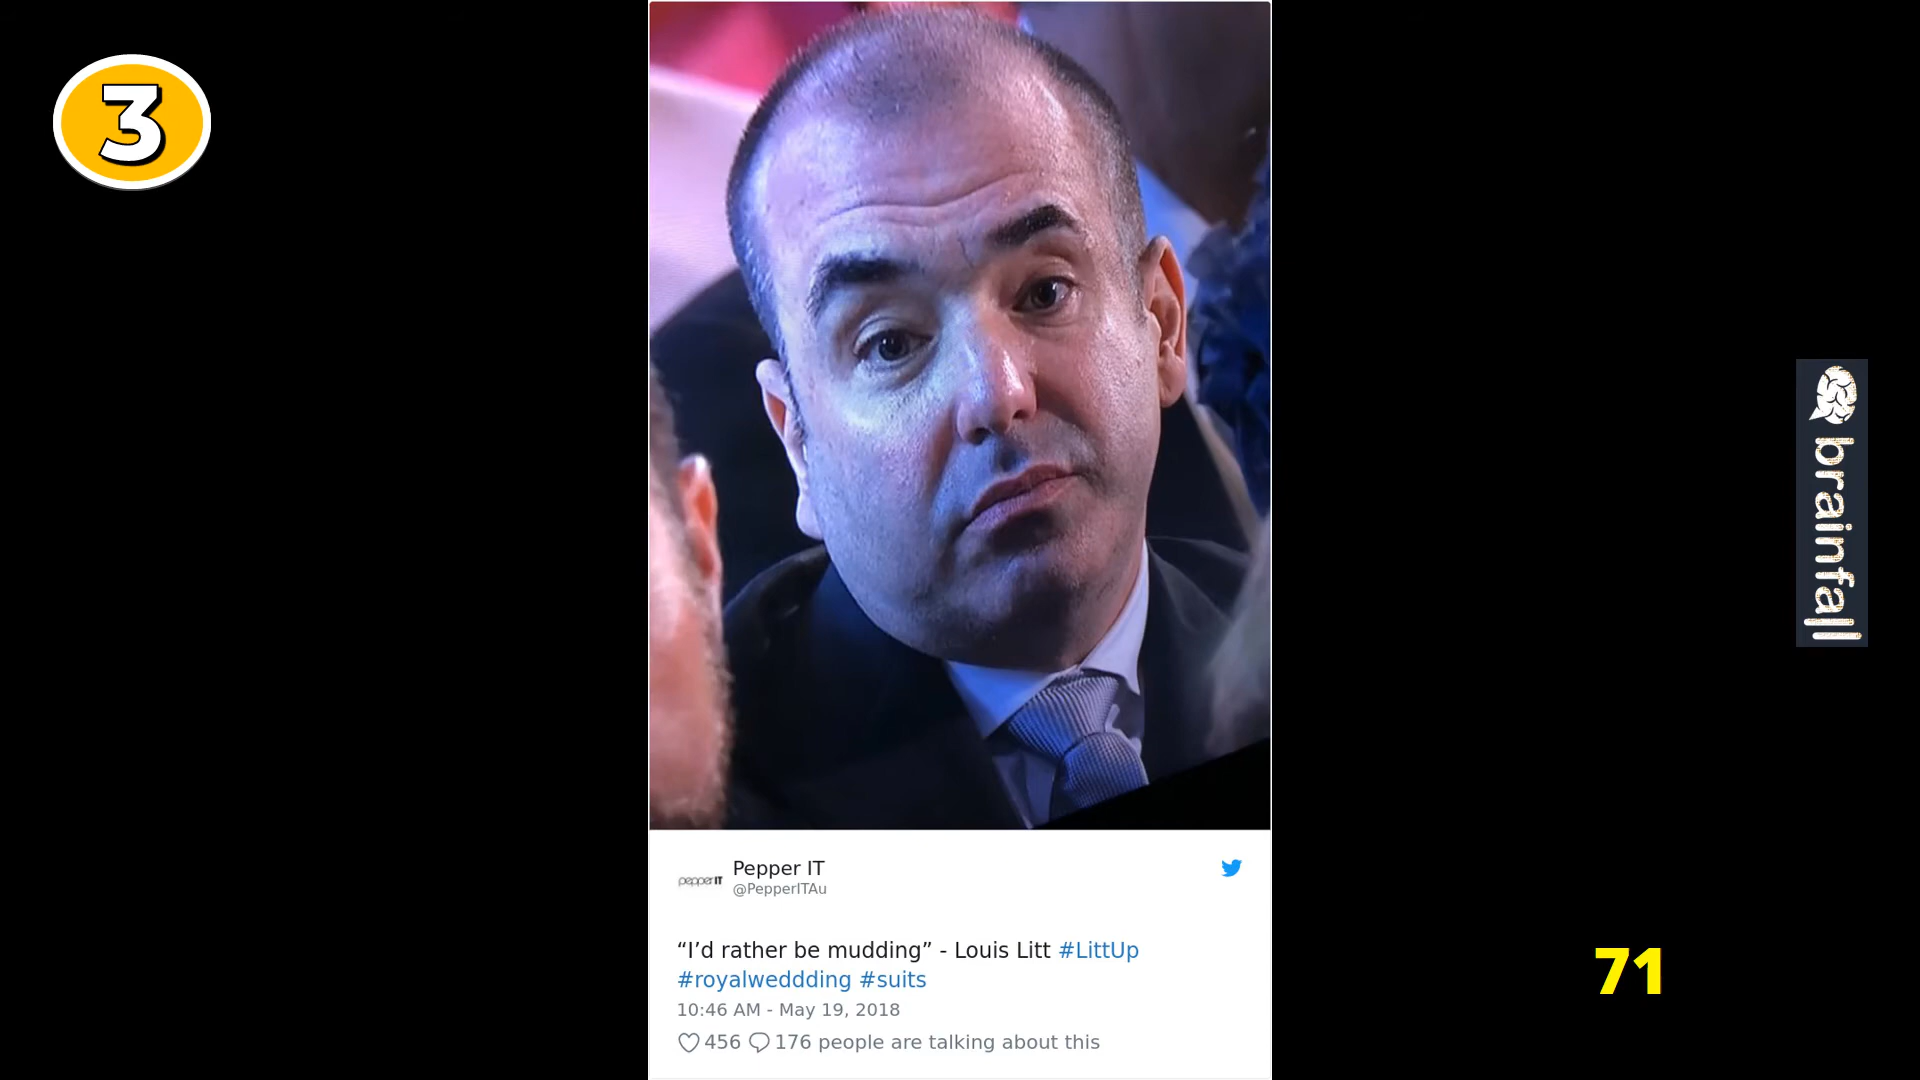 3
brainfall
pepperIT
Pepper IT
@PepperITAu
“I’d rather be mudding” - Louis Litt #LittUp
#royalweddding #suits
10:46 AM - May 19, 2018
456 176 people are talking about this
71